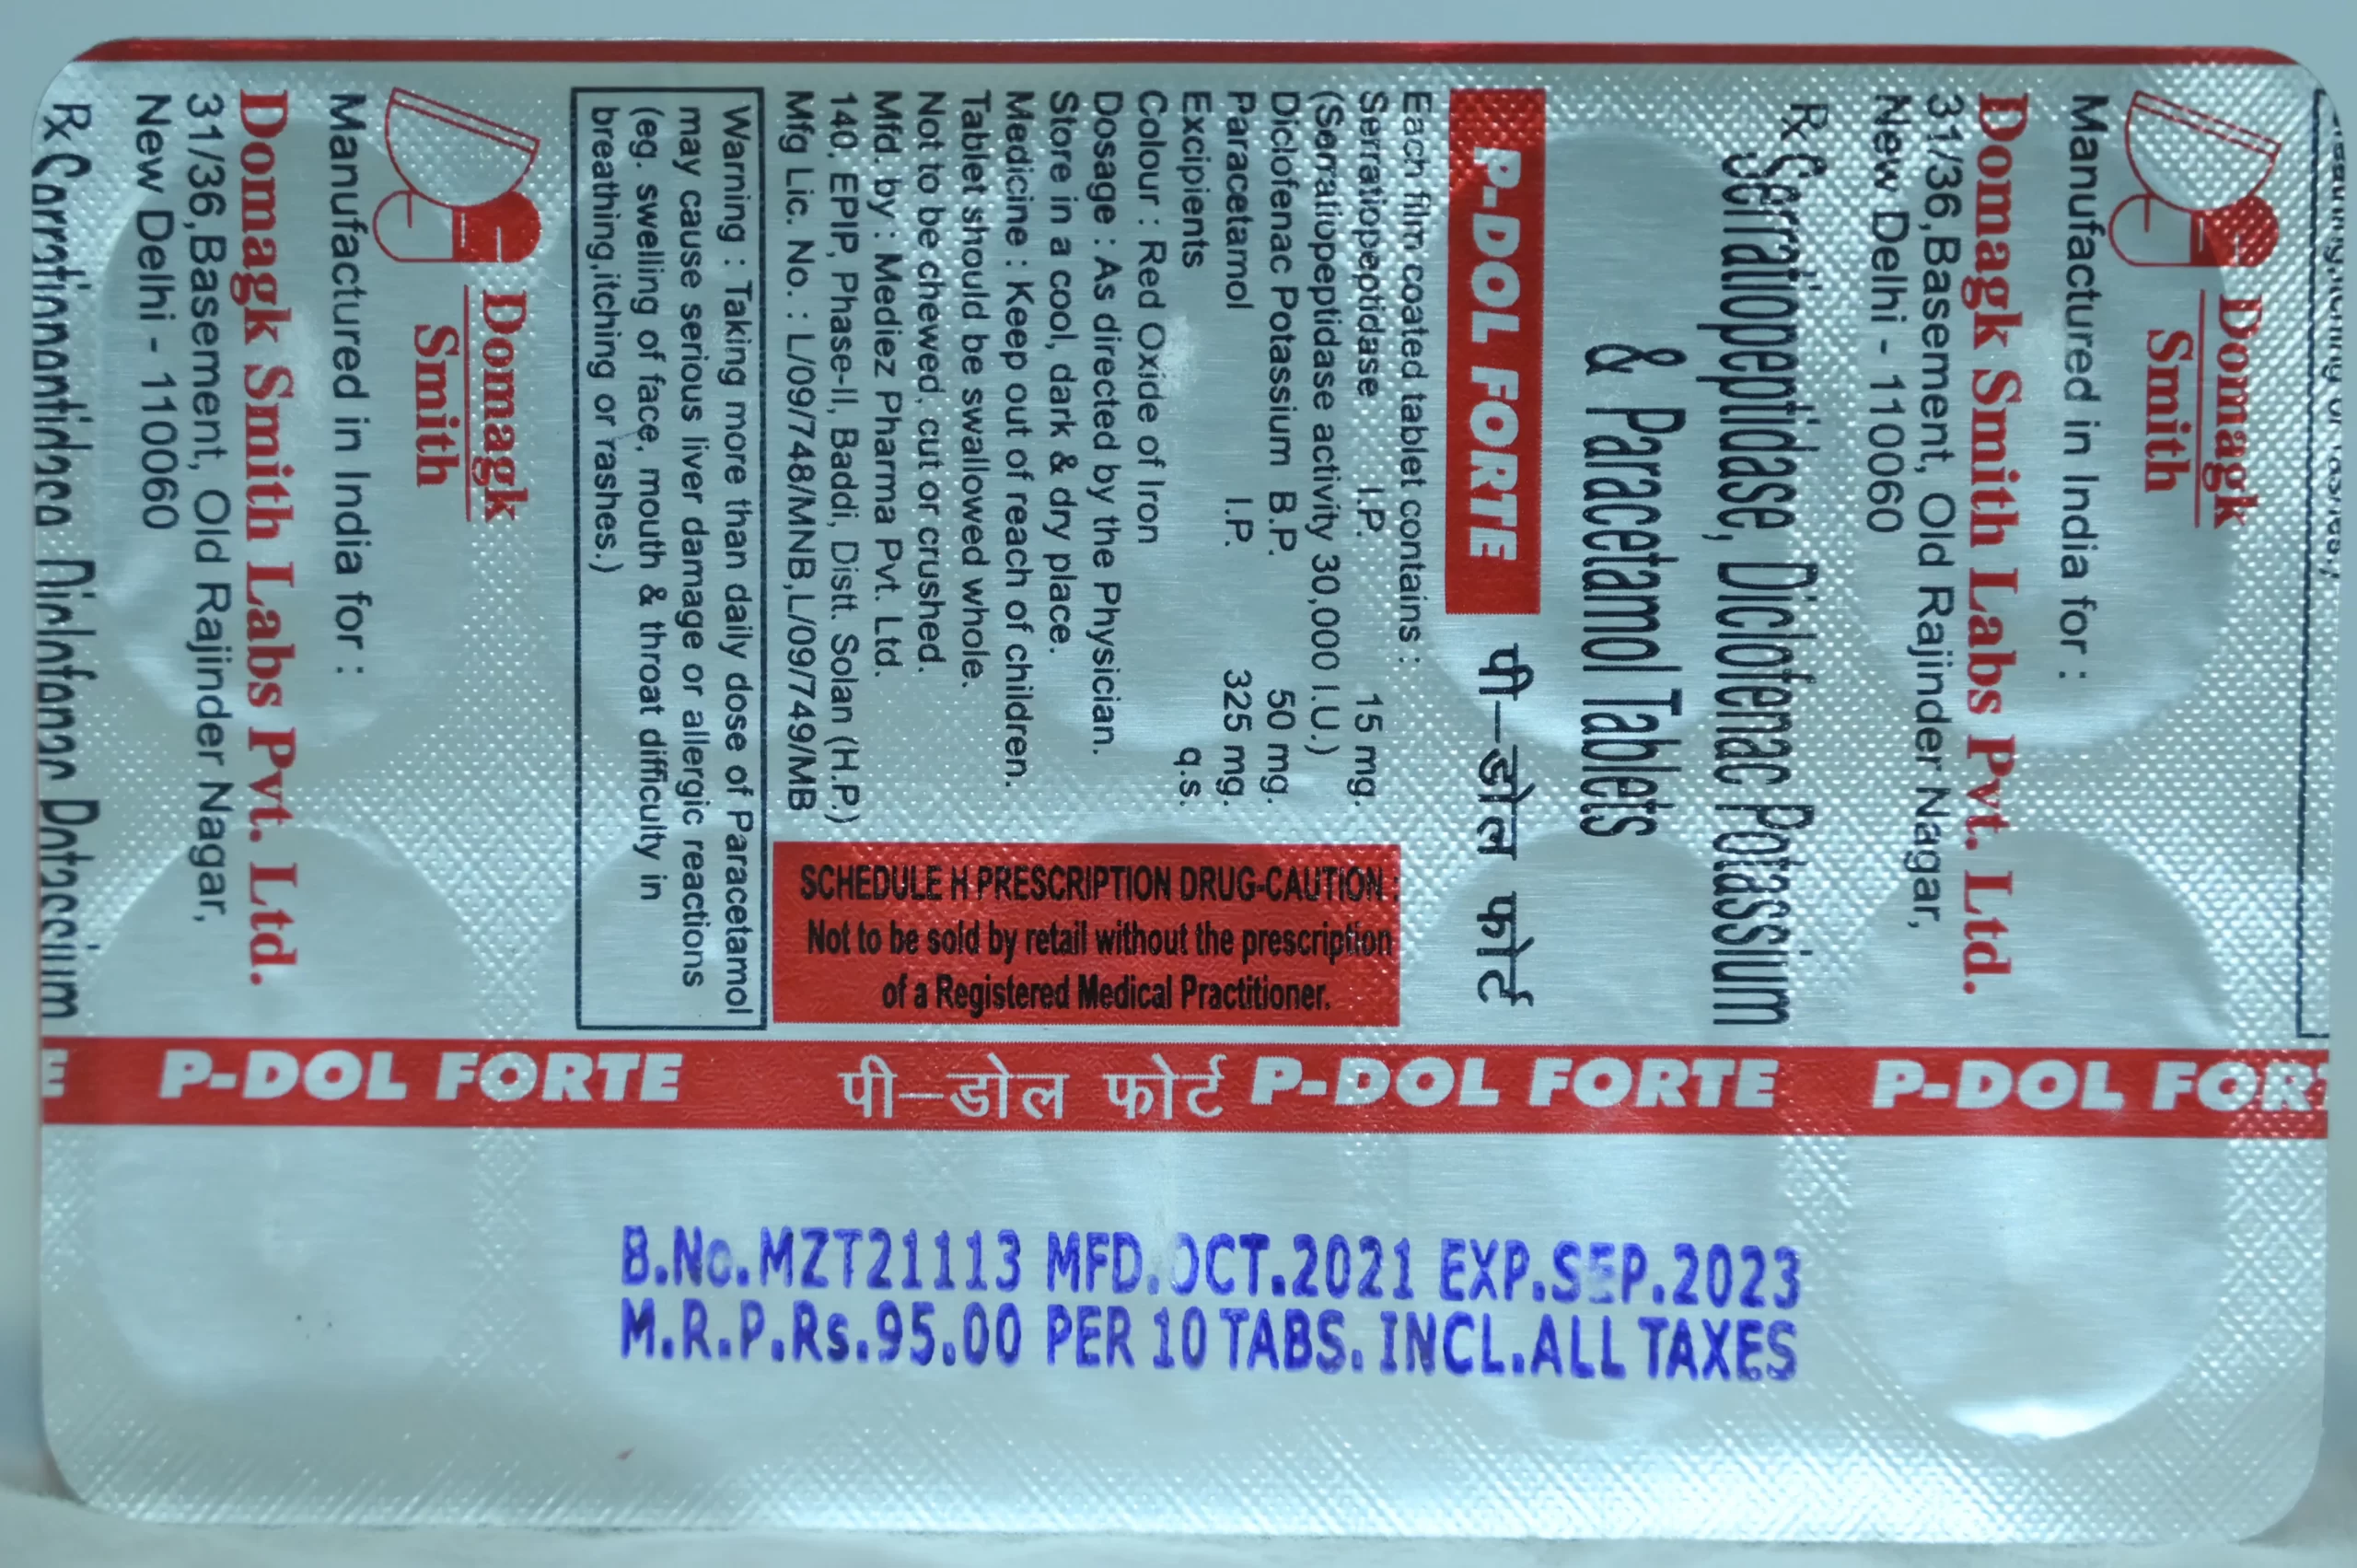 Domagk
Smith
Manufactured in India for :
Domagk Smith Labs Pvt. Ltd.
31/36,Basement, Old Rajinder Nagar,
New Delhi - 110060
Rx Serratiopeptidase, Diclofenac Potassium
& Paracetamol Tablets
P-DOL FORTE पी–डोल फोर्ट
Each film coated tablet contains :
Serratiopeptidase I.P. 15 mg.
(Serratiopeptidase activity 30,000 I.U.)
Diclofenac Potassium B.P. 50 mg.
Paracetamol I.P. 325 mg.
Excipients q.s.
Colour : Red Oxide of Iron
Dosage : As directed by the Physician.
Store in a cool, dark & dry place.
Medicine : Keep out of reach of children.
Tablet should be swallowed whole.
Not to be chewed, cut or crushed.
Mfd. by : Mediez Pharma Pvt. Ltd.
140, EPIP, Phase-II, Baddi, Distt. Solan (H.P.)
Mfg Lic. No. : L/09/748/MNB,L/09/749/MB
SCHEDULE H PRESCRIPTION DRUG-CAUTION :
Not to be sold by retail without the prescription
of a Registered Medical Practitioner.
Warning : Taking more than daily dose of Paracetamol
may cause serious liver damage or allergic reactions
(eg. swelling of face, mouth & throat difficulty in
breathing,itching or rashes.)
Domagk
Smith
Manufactured in India for :
Domagk Smith Labs Pvt. Ltd.
31/36,Basement, Old Rajinder Nagar,
New Delhi - 110060
Rx Serratiopeptidase, Diclofenac Potassium
E P-DOL FORTE पी–डोल फोर्ट P-DOL FORTE P-DOL FORT
B.No.MZT21113 MFD.OCT.2021 EXP.SEP.2023
M.R.P.Rs.95.00 PER 10 TABS. INCL.ALL TAXES